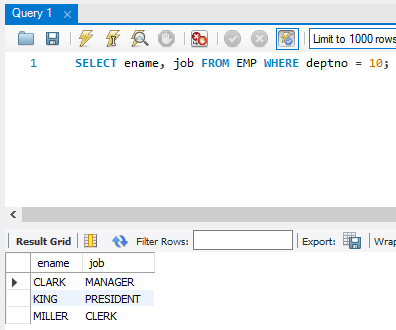 Query 1
Limit to 1000 rows
1 SELECT ename, job FROM EMP WHERE deptno = 10;
Result Grid Filter Rows: Export: Wrap
ename job
CLARK MANAGER
KING PRESIDENT
MILLER CLERK